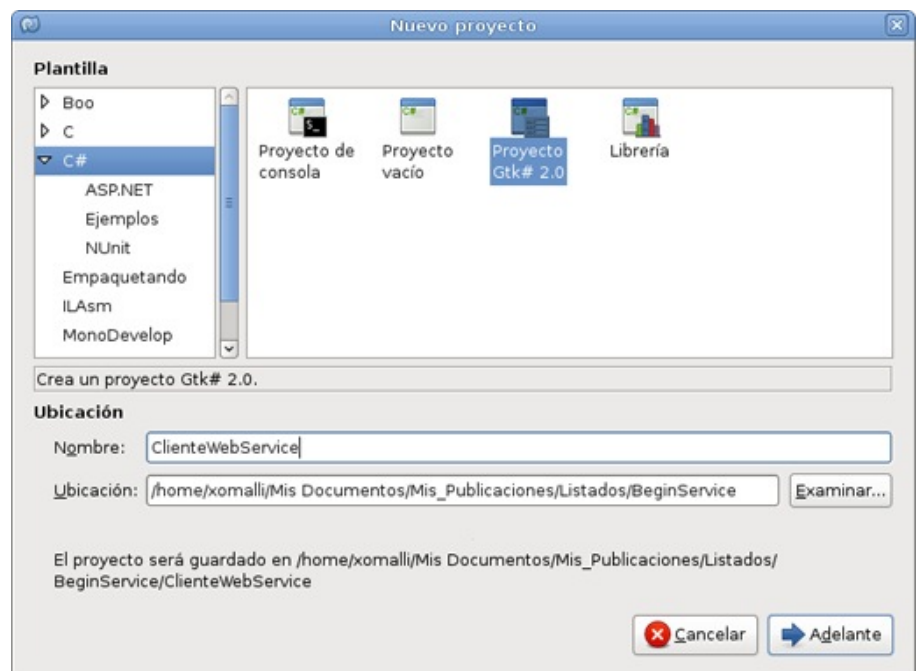 Nuevo proyecto
Plantilla
Boo
C
C#
ASP.NET
Ejemplos
NUnit
Empaquetando
ILAsm
MonoDevelop
Proyecto de
consola
Proyecto
vacío
Proyecto
Gtk# 2.0
Librería
Crea un proyecto Gtk# 2.0.
Ubicación
Nombre: ClienteWebService
Ubicación: /home/xomalli/Mis Documentos/Mis_Publicaciones/Listados/BeginService Examinar...
El proyecto será guardado en /home/xomalli/Mis Documentos/Mis_Publicaciones/Listados/
BeginService/ClienteWebService
Cancelar Adelante